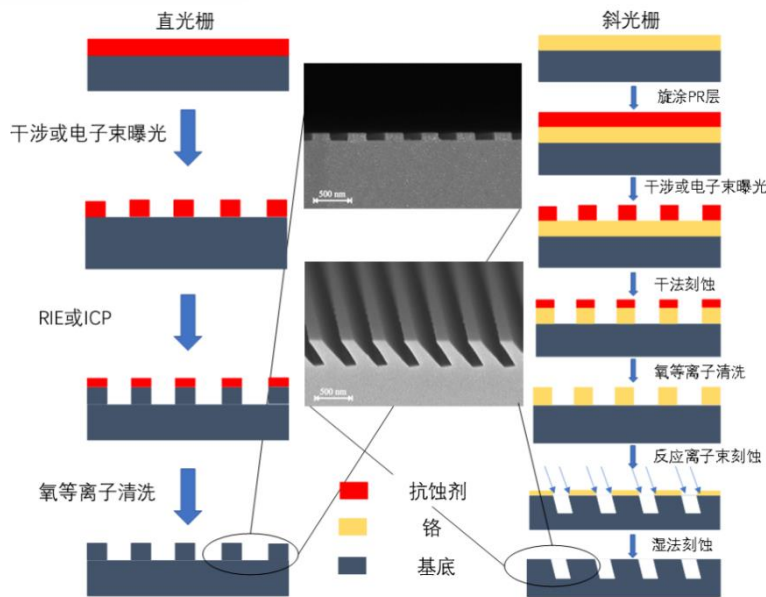 直光栅
干涉或电子束曝光
RIE或ICP
氧等离子清洗
500 nm
500 nm
抗蚀剂
铬
基底
斜光栅
旋涂PR层
干涉或电子束曝光
干法刻蚀
氧等离子清洗
反应离子束刻蚀
湿法刻蚀